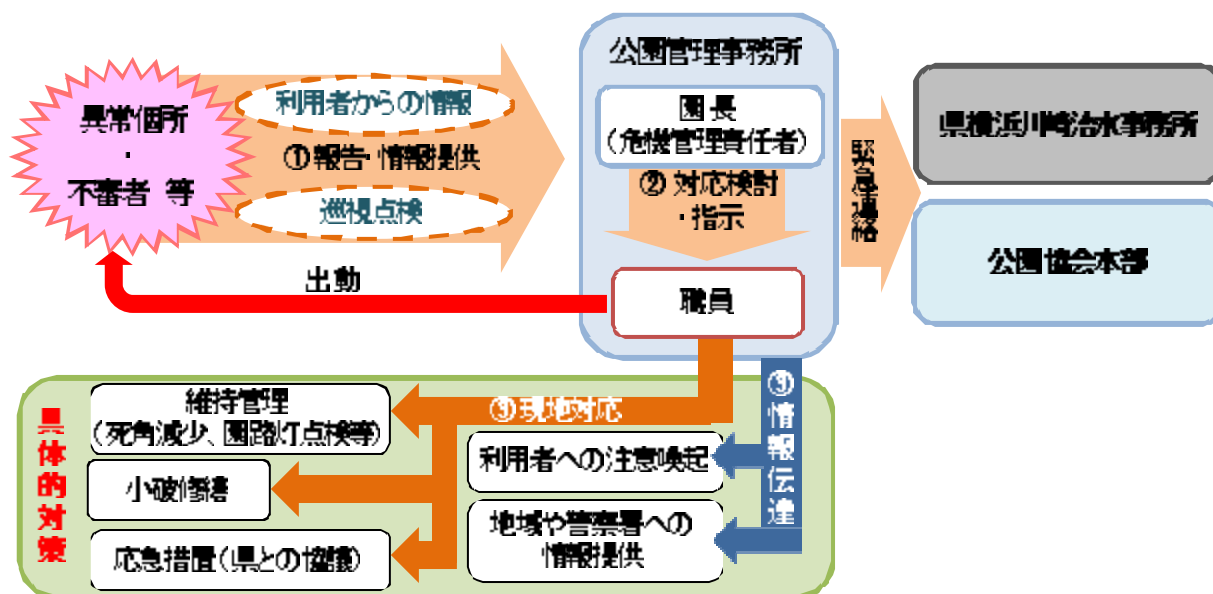 異常個所
・
不審者 等
利用者からの情報
①報告・情報提供
巡視点検
出動
公園管理事務所
園長
(危機管理責任者)
②対応検討
・指示
職員
緊急連絡
県横浜川崎治水事務所
公園協会本部
具体的対策
維持管理
(死角減少、園路灯点検等)
小破修繕
応急措置(県との協議)
③現地対応
利用者への注意喚起
地域や警察署への
情報提供
③情報伝達